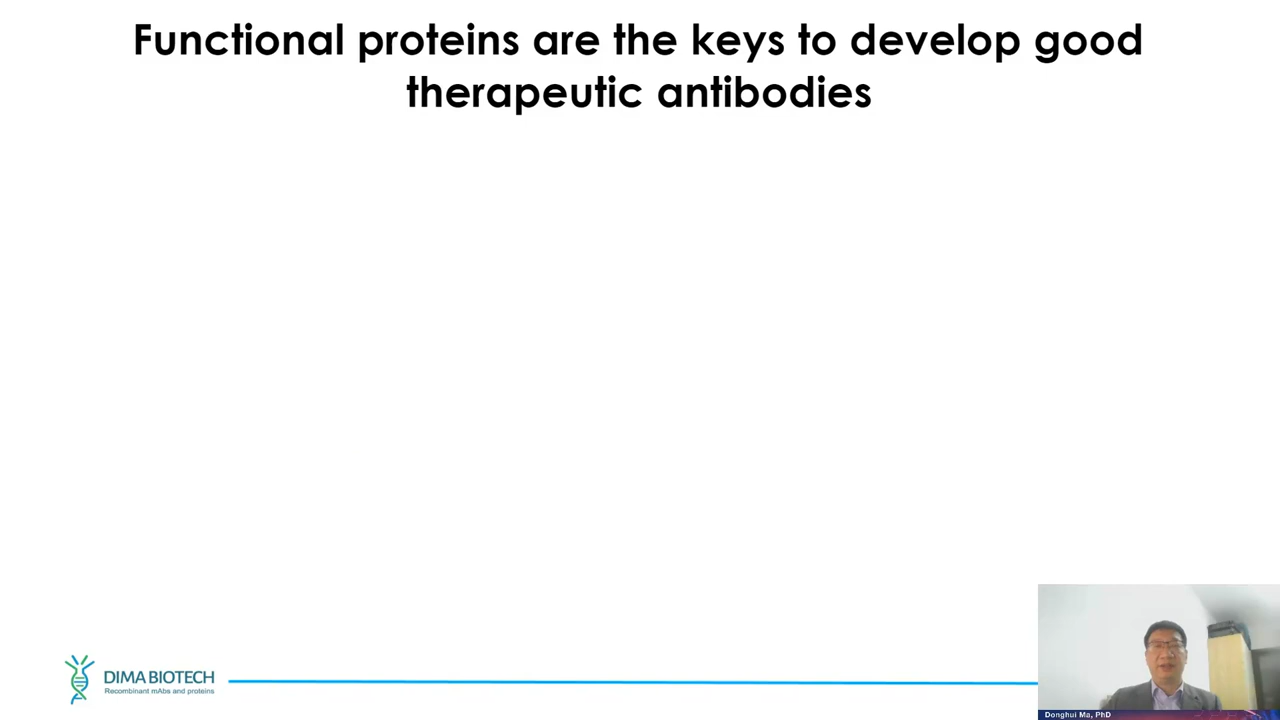 Functional proteins are the keys to develop good
therapeutic antibodies
DIMA BIOTECH
Recombinant mAbs and proteins
Donghui Ma, PhD